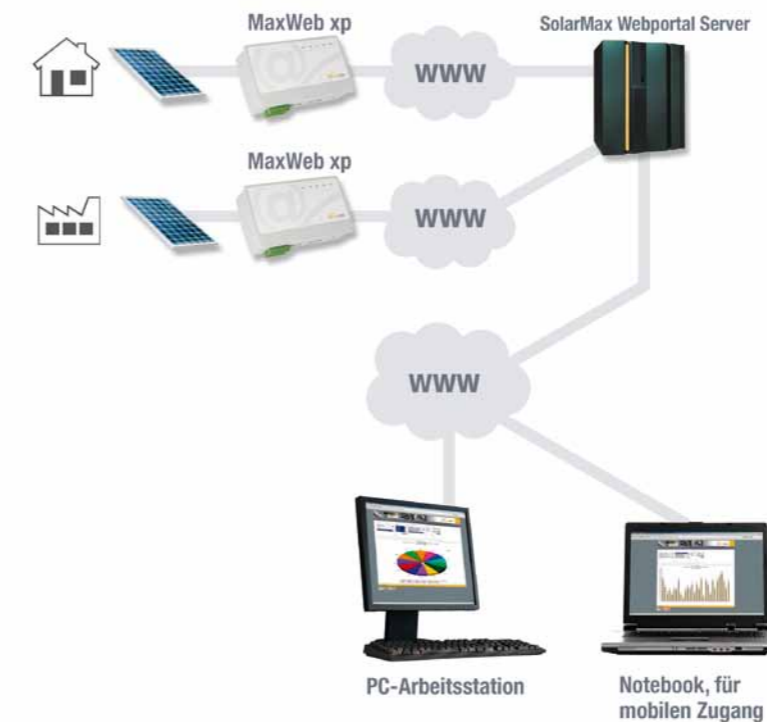 MaxWeb xp
SolarMax Webportal Server
www
MaxWeb xp
www
www
PC-Arbeitsstation
Notebook, für
mobilen Zugang